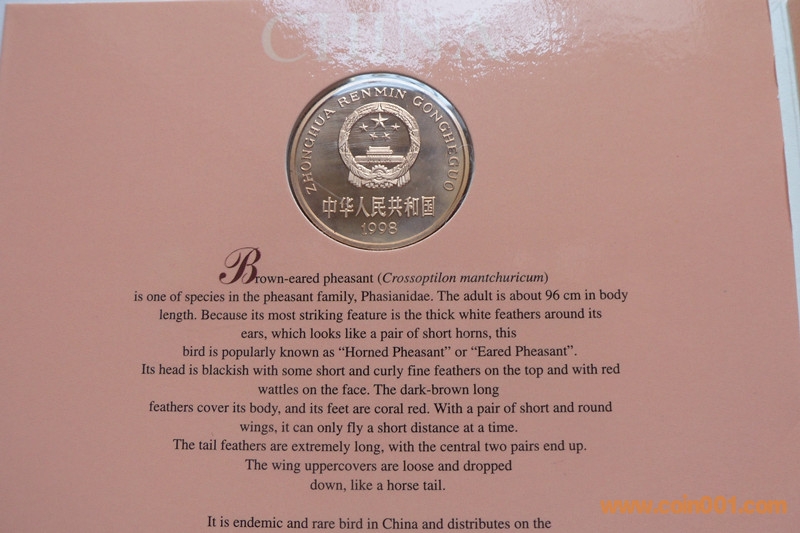 CHINA
ZHONGHUA RENMIN GONGHEGUO
中华人民共和国
1998
Brown-eared pheasant (Crossoptilon mantchuricum)
is one of species in the pheasant family, Phasianidae. The adult is about 96 cm in body
length. Because its most striking feature is the thick white feathers around its
ears, which looks like a pair of short horns, this
bird is popularly known as “Horned Pheasant” or “Eared Pheasant”.
Its head is blackish with some short and curly fine feathers on the top and with red
wattles on the face. The dark-brown long
feathers cover its body, and its feet are coral red. With a pair of short and round
wings, it can only fly a short distance at a time.
The tail feathers are extremely long, with the central two pairs end up.
The wing uppercovers are loose and dropped
down, like a horse tail.
It is endemic and rare bird in China and distributes on the
www.coin001.com